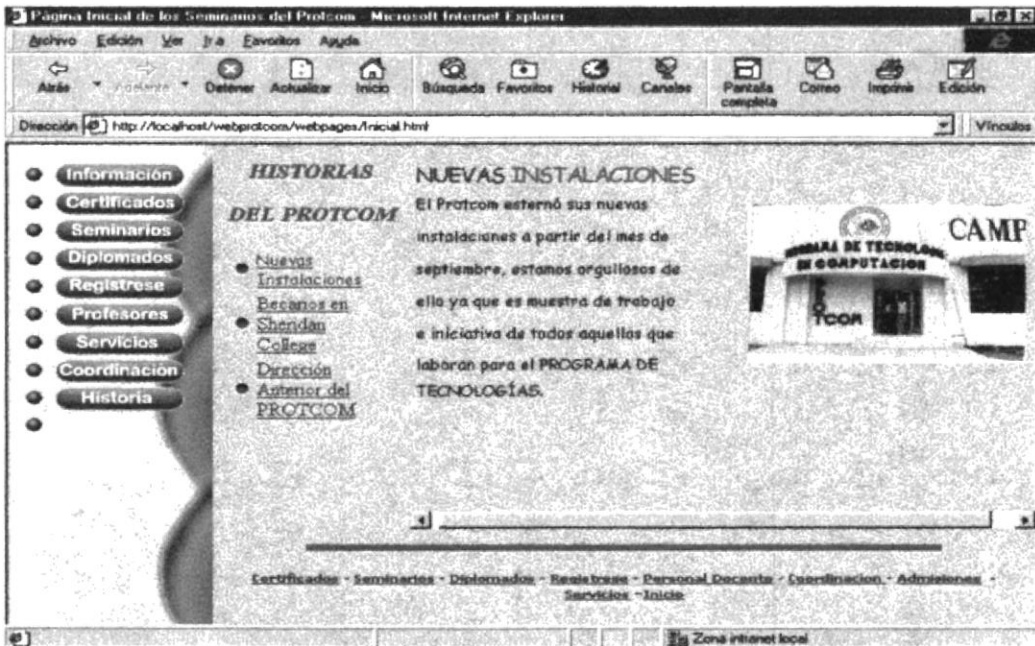 Página Inicial de los Seminarios del Protcom - Microsoft Internet Explorer
Archivo Edición Ver Ir a Favoritos Ayuda
Atrás Adelante Detener Actualizar Inicio Búsqueda Favoritos Historial Canales Pantalla completa Correo Imprimir Edición
Dirección http://localhost/webprotcom/webpages/Inicial.html Vínculos
Información
Certificados
Seminarios
Diplomados
Registrese
Profesores
Servicios
Coordinación
Historia
HISTORIAS
DEL PROTCOM
Nuevas
Instalaciones
Becarios en
Sheridan
College
Dirección
Anterior del
PROTCOM
NUEVAS INSTALACIONES
El Protcom esternó sus nuevas
instalaciones a partir del mes de
septiembre, estamos orgullosos de
ello ya que es muestra de trabajo
e iniciativa de todos aquellos que
laboran para el PROGRAMA DE
TECNOLOGÍAS.
CAMP
EN COMPUTACION
TCOM
Certificados - Seminarios - Diplomados - Registrese - Personal Docente - Coordinacion - Admisiones -
Servicios - Inicio
Zona intranet local